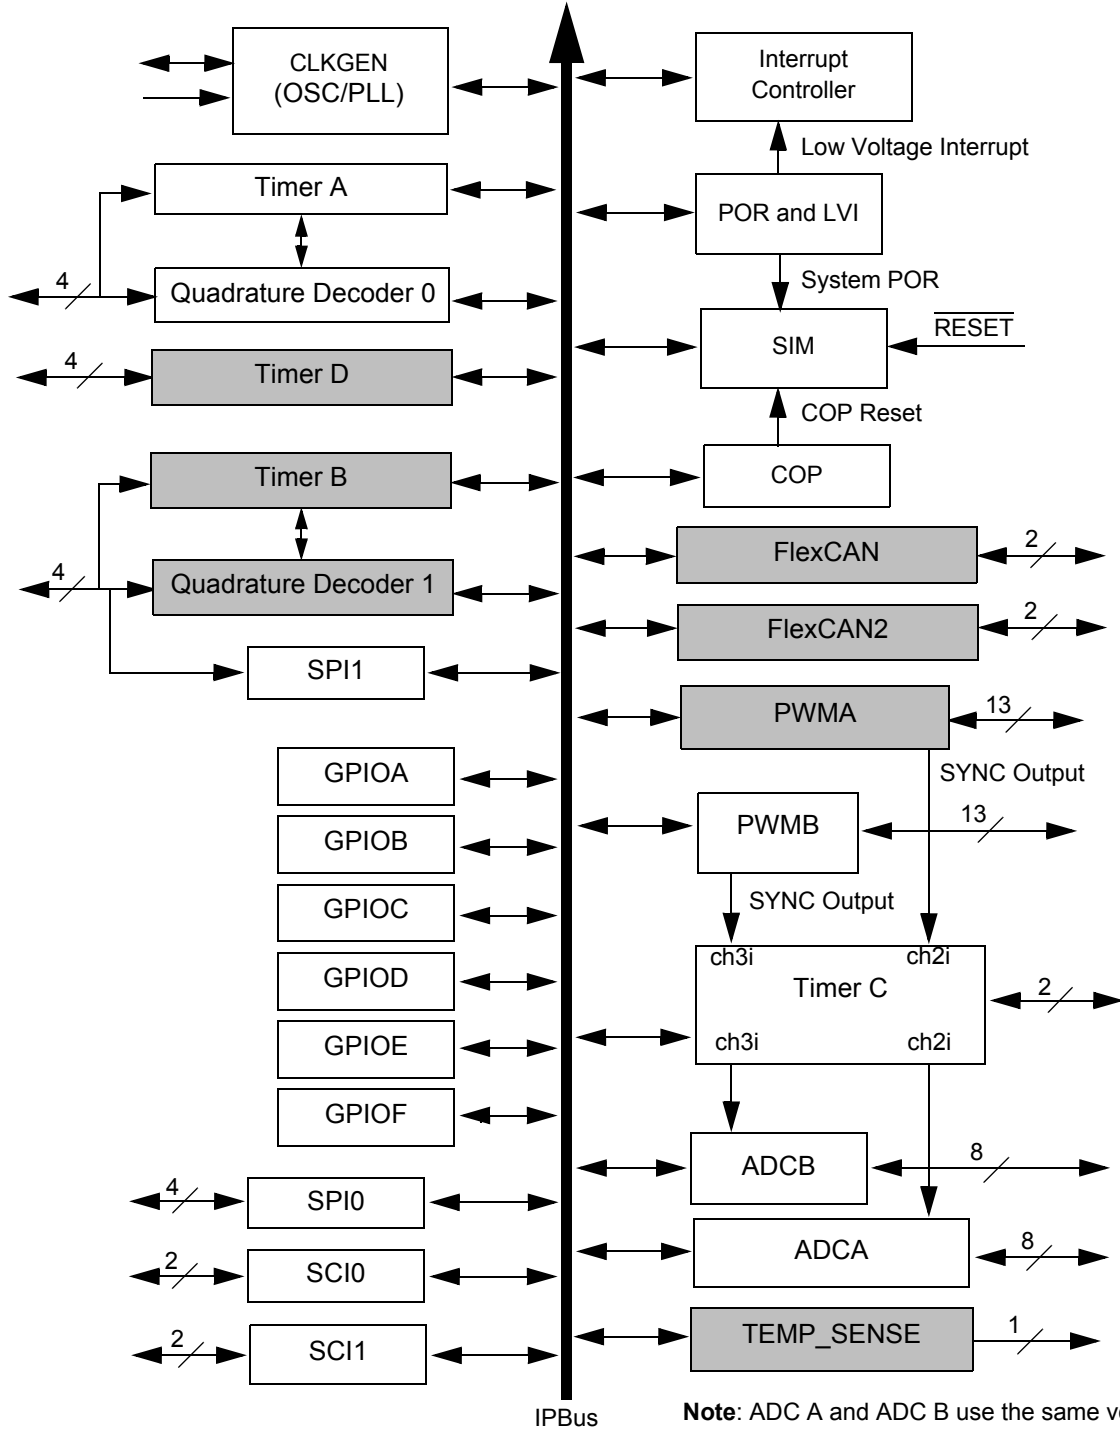 CLKGEN
(OSC/PLL)
Timer A
4
Quadrature Decoder 0
4
Timer D
Timer B
4
Quadrature Decoder 1
SPI1
GPIOA
GPIOB
GPIOC
GPIOD
GPIOE
GPIOF
4
SPI0
2
SCI0
2
SCI1
IPBus
Interrupt
Controller
Low Voltage Interrupt
POR and LVI
System POR
RESET
SIM
COP Reset
COP
FlexCAN
2
FlexCAN2
2
PWMA
13
SYNC Output
PWMB
13
SYNC Output
ch3i
ch2i
Timer C
2
ch3i
ch2i
ADCB
8
ADCA
8
TEMP_SENSE
1
Note: ADC A and ADC B use the same